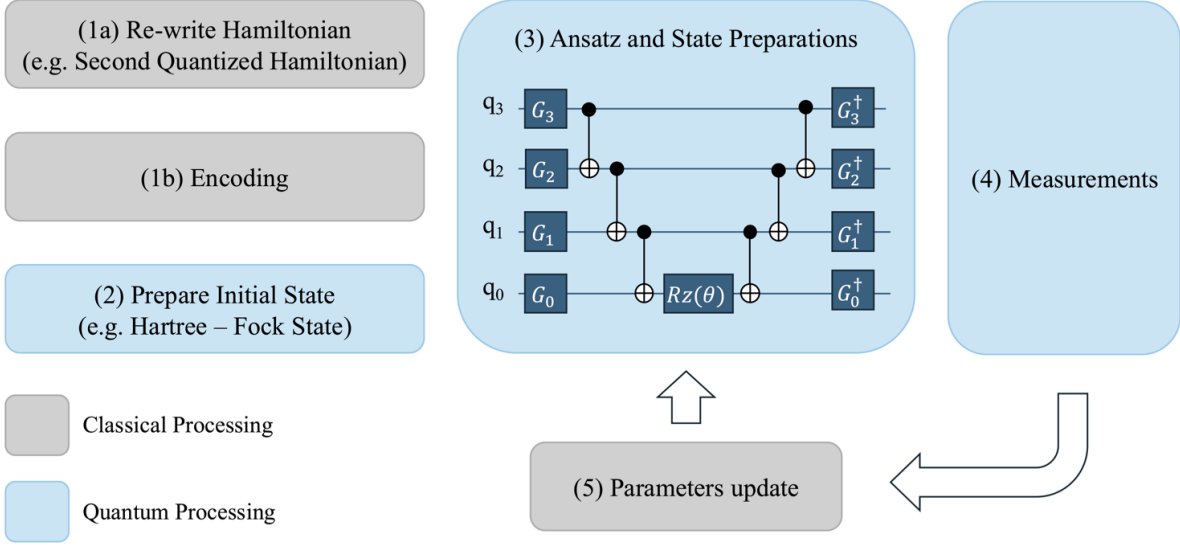 (1a) Re-write Hamiltonian
(e.g. Second Quantized Hamiltonian)
(1b) Encoding
(2) Prepare Initial State
(e.g. Hartree – Fock State)
Classical Processing
Quantum Processing
(3) Ansatz and State Preparations
q₃ G₃ G₃†
q₂ G₂ G₂†
q₁ G₁ G₁†
q₀ G₀ Rz(θ) G₀†
(4) Measurements
(5) Parameters update